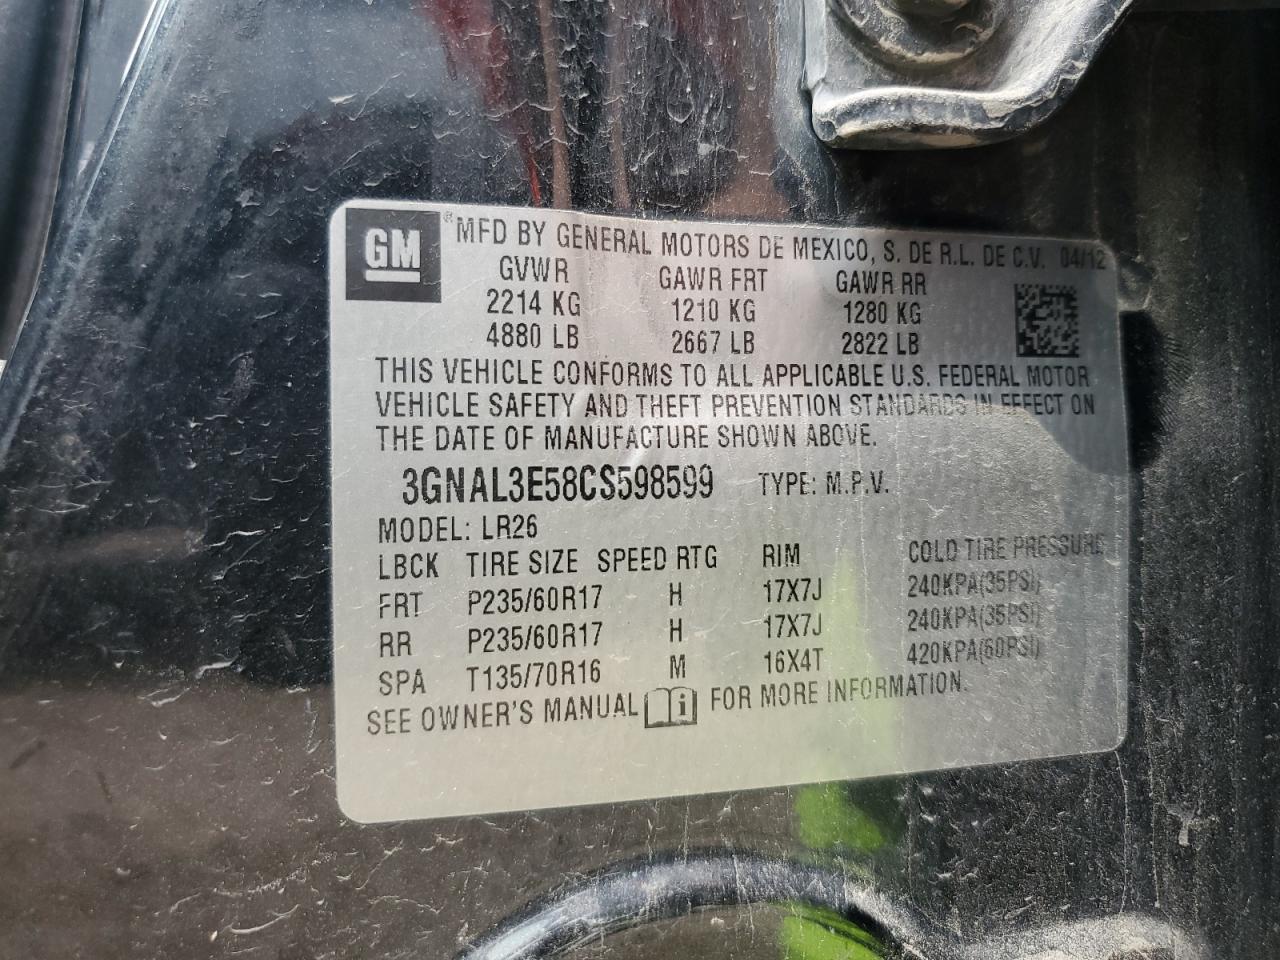 GM ® MFD BY GENERAL MOTORS DE MEXICO, S. DE R.L. DE C.V. 04/12
GVWR GAWR FRT GAWR RR
2214 KG 1210 KG 1280 KG
4880 LB 2667 LB 2822 LB
THIS VEHICLE CONFORMS TO ALL APPLICABLE U.S. FEDERAL MOTOR
VEHICLE SAFETY AND THEFT PREVENTION STANDARDS IN EFFECT ON
THE DATE OF MANUFACTURE SHOWN ABOVE.
3GNAL3E58CS598599 TYPE: M.P.V.
MODEL: LR26
LBCK TIRE SIZE SPEED RTG RIM COLD TIRE PRESSURE
FRT P235/60R17 H 17X7J 240KPA(35PSI)
RR P235/60R17 H 17X7J 240KPA(35PSI)
SPA T135/70R16 M 16X4T 420KPA(60PSI)
SEE OWNER'S MANUAL i FOR MORE INFORMATION.